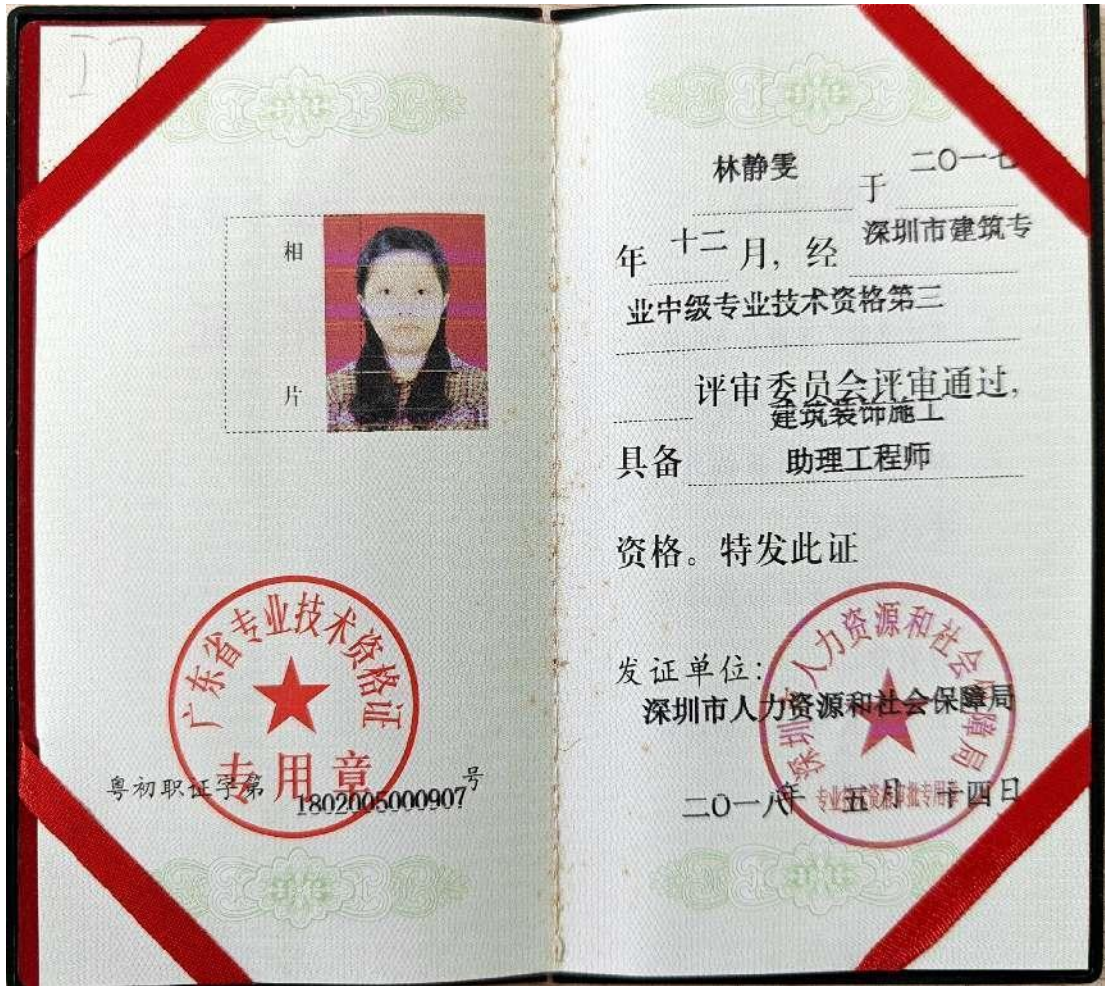 I7
相
片
广东省专业技术资格证
专用章
粤初职证字第 1802005000907 号
林静雯 于 二〇一七
年 十二 月，经 深圳市建筑专
业中级专业技术资格第三
评审委员会评审通过，
建筑装饰施工
具备 助理工程师
资格。特发此证
发证单位：
深圳市人力资源和社会保障局
深圳市人力资源和社会保障局
专业技术资格审批专用章
二〇一八年 五月 十四日